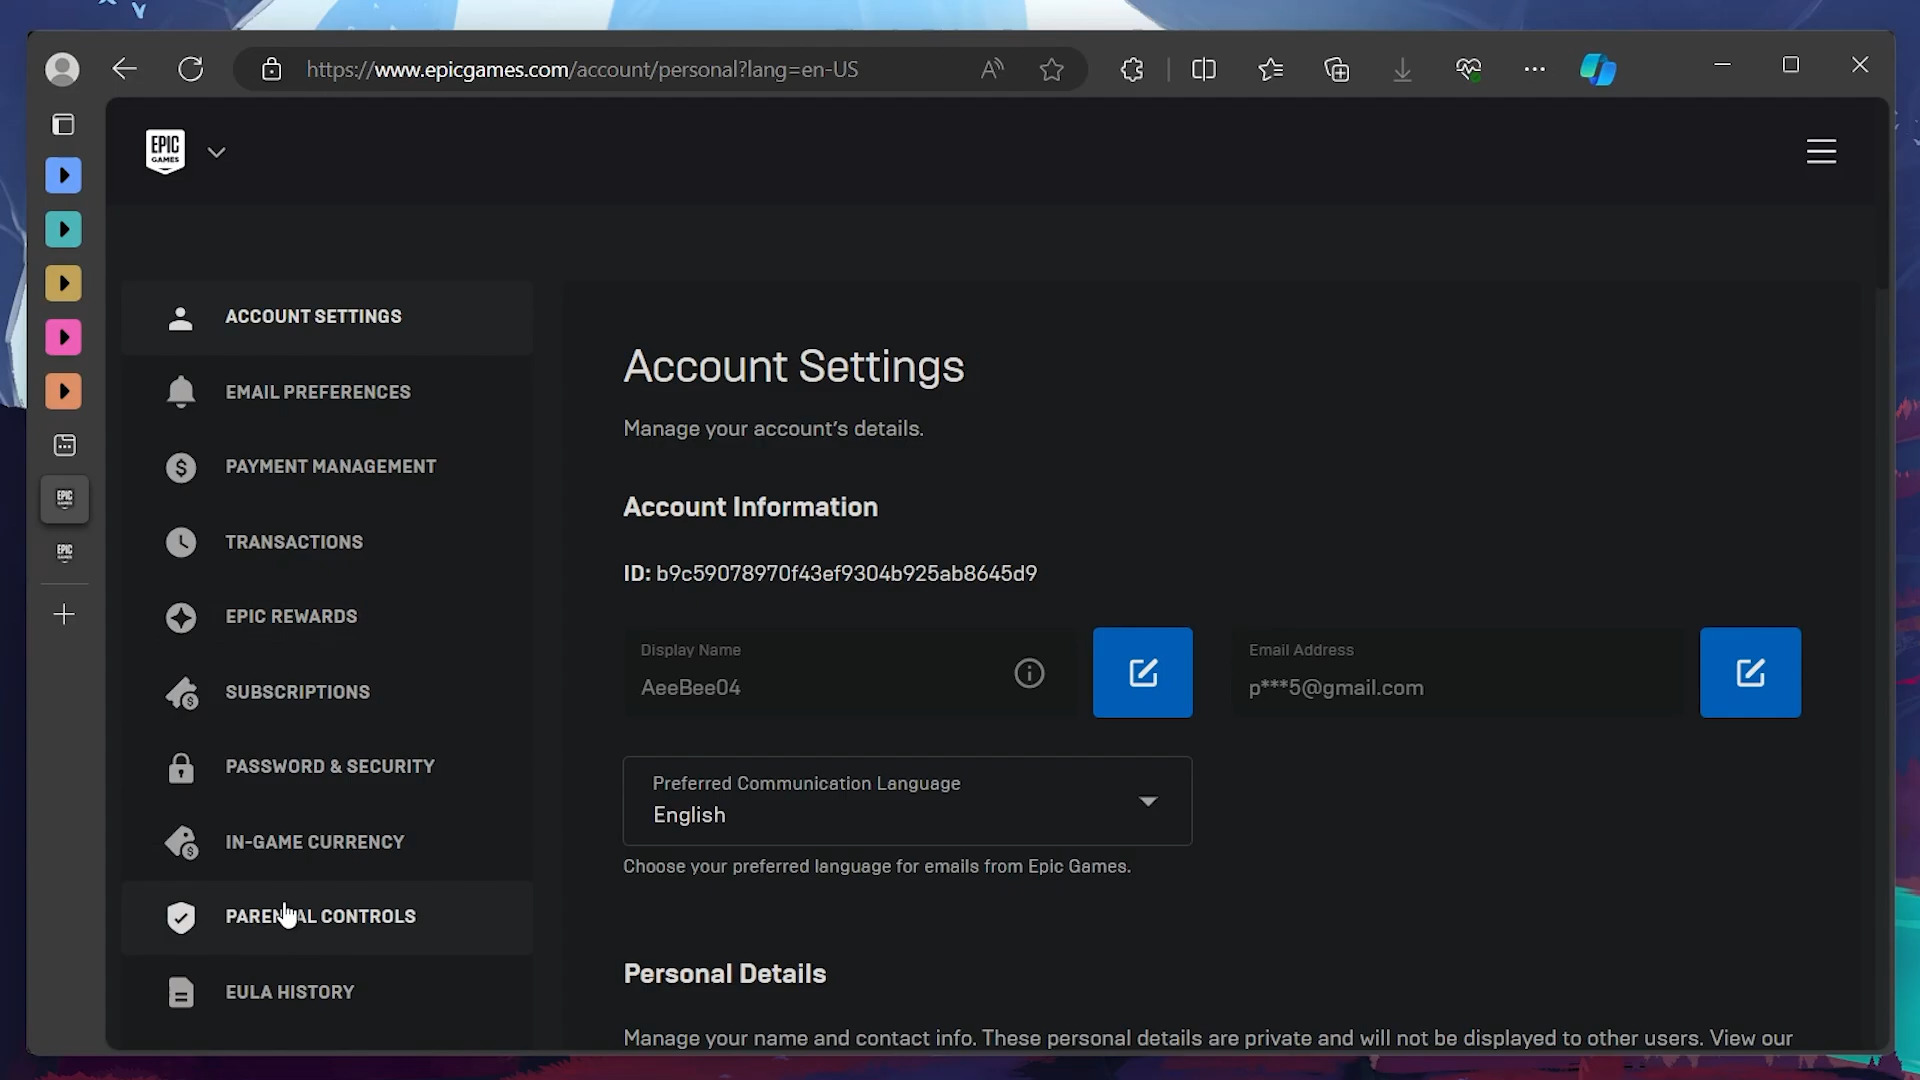 https://www.epicgames.com/account/personal?lang=en-US
EPIC
GAMES
EPIC
EPIC
ACCOUNT SETTINGS
EMAIL PREFERENCES
PAYMENT MANAGEMENT
TRANSACTIONS
EPIC REWARDS
SUBSCRIPTIONS
PASSWORD & SECURITY
IN-GAME CURRENCY
PARENTAL CONTROLS
EULA HISTORY
Account Settings
Manage your account's details.
Account Information
ID: b9c59078970f43ef9304b925ab8645d9
Display Name
AeeBee04
Email Address
p***5@gmail.com
Preferred Communication Language
English
Choose your preferred language for emails from Epic Games.
Personal Details
Manage your name and contact info. These personal details are private and will not be displayed to other users. View our